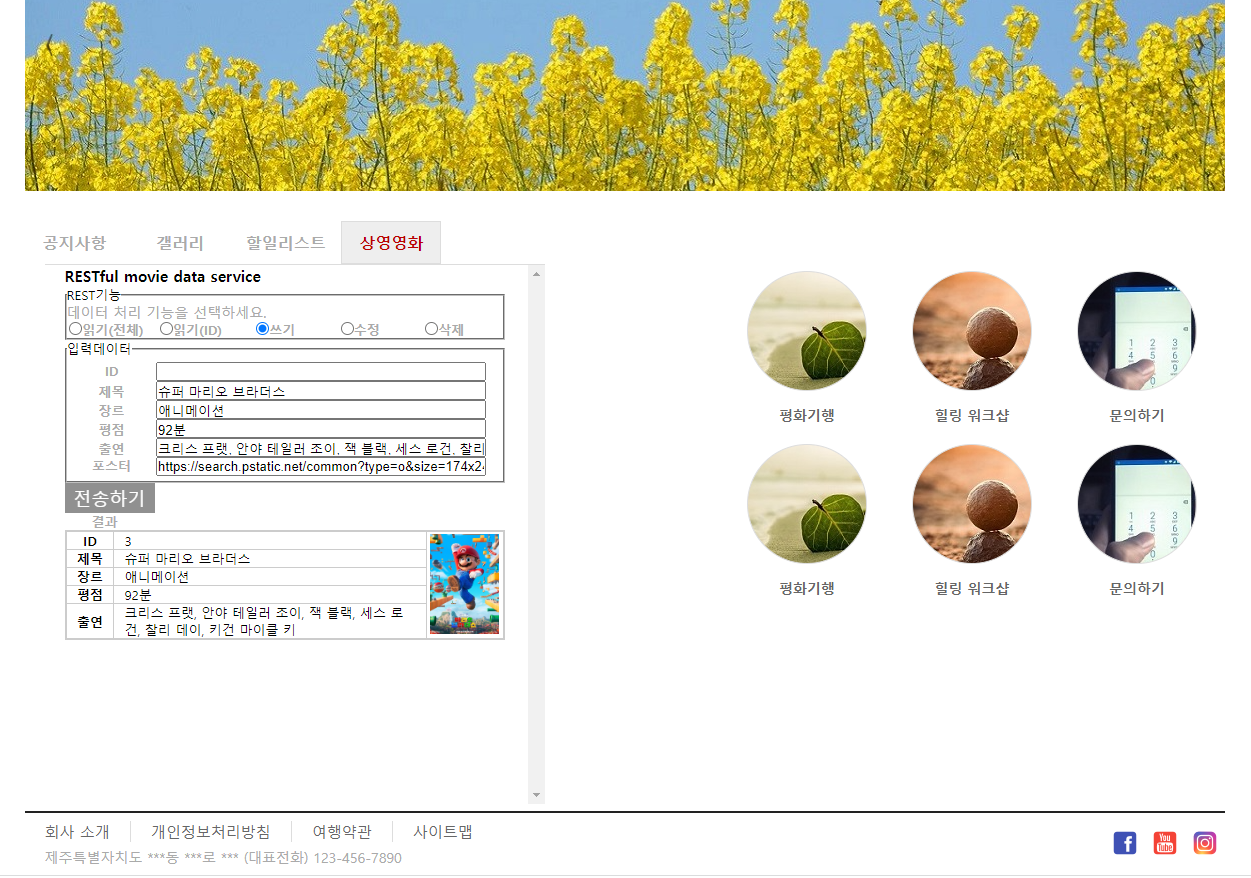 공지사항 갤러리 할일리스트 상영영화
RESTful movie data service
REST기능
데이터 처리 기능을 선택하세요.
읽기(전체) 읽기(ID) 쓰기 수정 삭제
입력데이터
ID
제목 슈퍼 마리오 브라더스
장르 애니메이션
평점 92분
출연 크리스 프랫, 안야 테일러 조이, 잭 블랙, 세스 로건, 찰리
포스터 https://search.pstatic.net/common?type=o&size=174x24
전송하기
결과
ID 3
제목 슈퍼 마리오 브라더스
장르 애니메이션
평점 92분
출연 크리스 프랫, 안야 테일러 조이, 잭 블랙, 세스 로
건, 찰리 데이, 키건 마이클 키
평화기행 힐링 워크샵 문의하기
평화기행 힐링 워크샵 문의하기
회사 소개 개인정보처리방침 여행약관 사이트맵
제주특별자치도 ***동 ***로 *** (대표전화) 123-456-7890